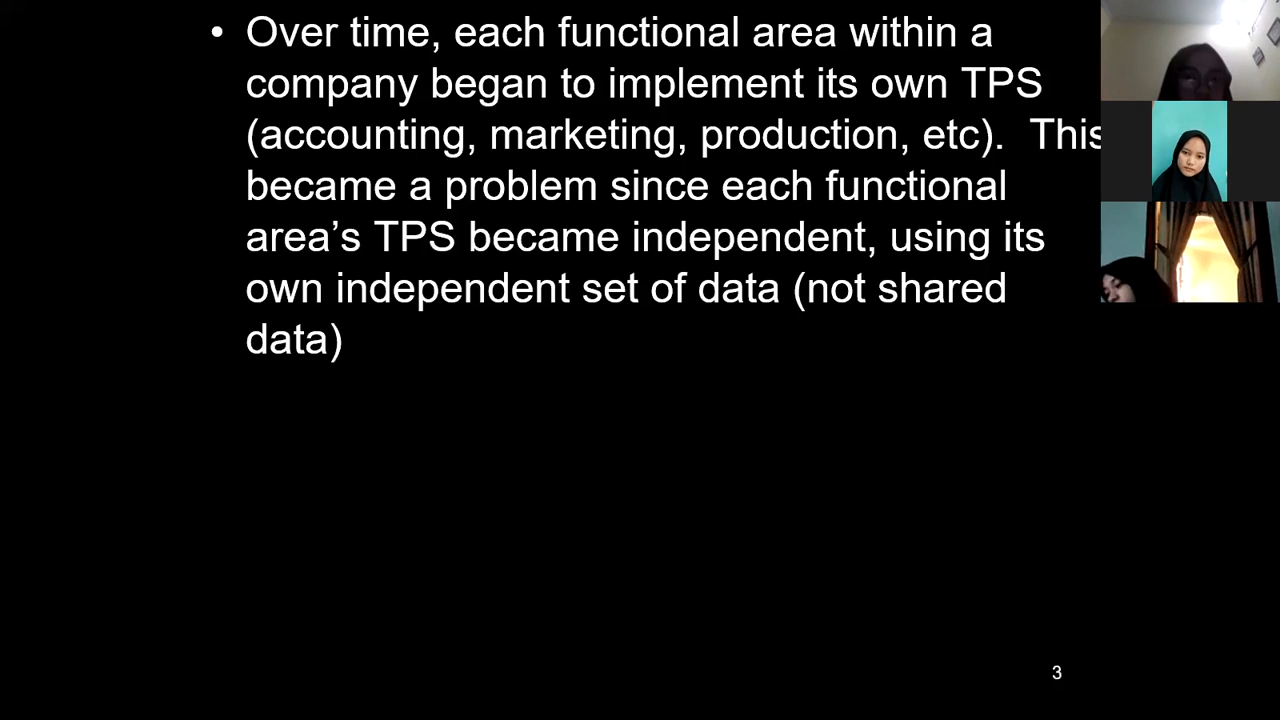 • Over time, each functional area within a
company began to implement its own TPS
(accounting, marketing, production, etc).  This
became a problem since each functional
area’s TPS became independent, using its
own independent set of data (not shared
data)
3